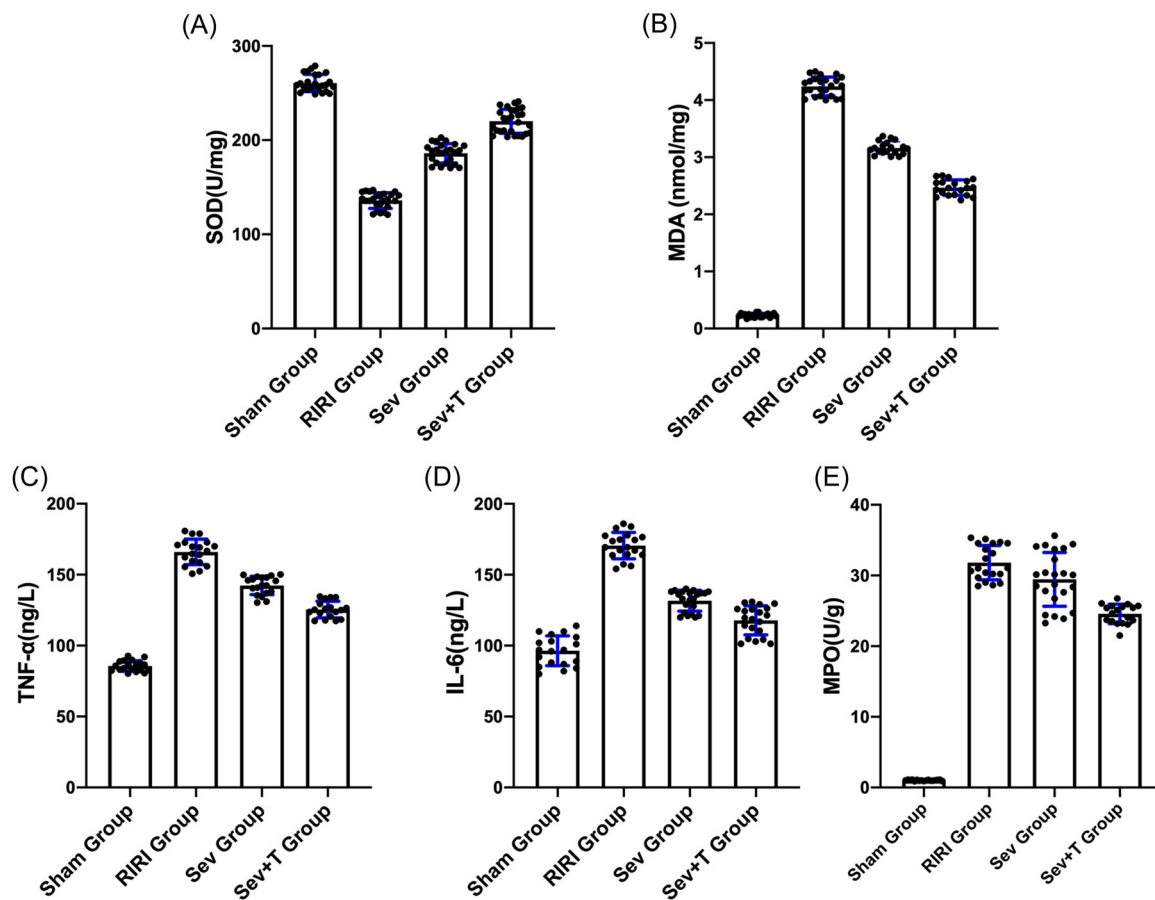 (A)
SOD(U/mg)
300
200
100
0
Sham Group
RIRI Group
Sev Group
Sev+T Group
(B)
MDA (nmol/mg)
5
4
3
2
1
0
Sham Group
RIRI Group
Sev Group
Sev+T Group
(C)
TNF-α(ng/L)
200
150
100
50
0
Sham Group
RIRI Group
Sev Group
Sev+T Group
(D)
IL-6(ng/L)
200
150
100
50
0
Sham Group
RIRI Group
Sev Group
Sev+T Group
(E)
MPO(U/g)
40
30
20
10
0
Sham Group
RIRI Group
Sev Group
Sev+T Group